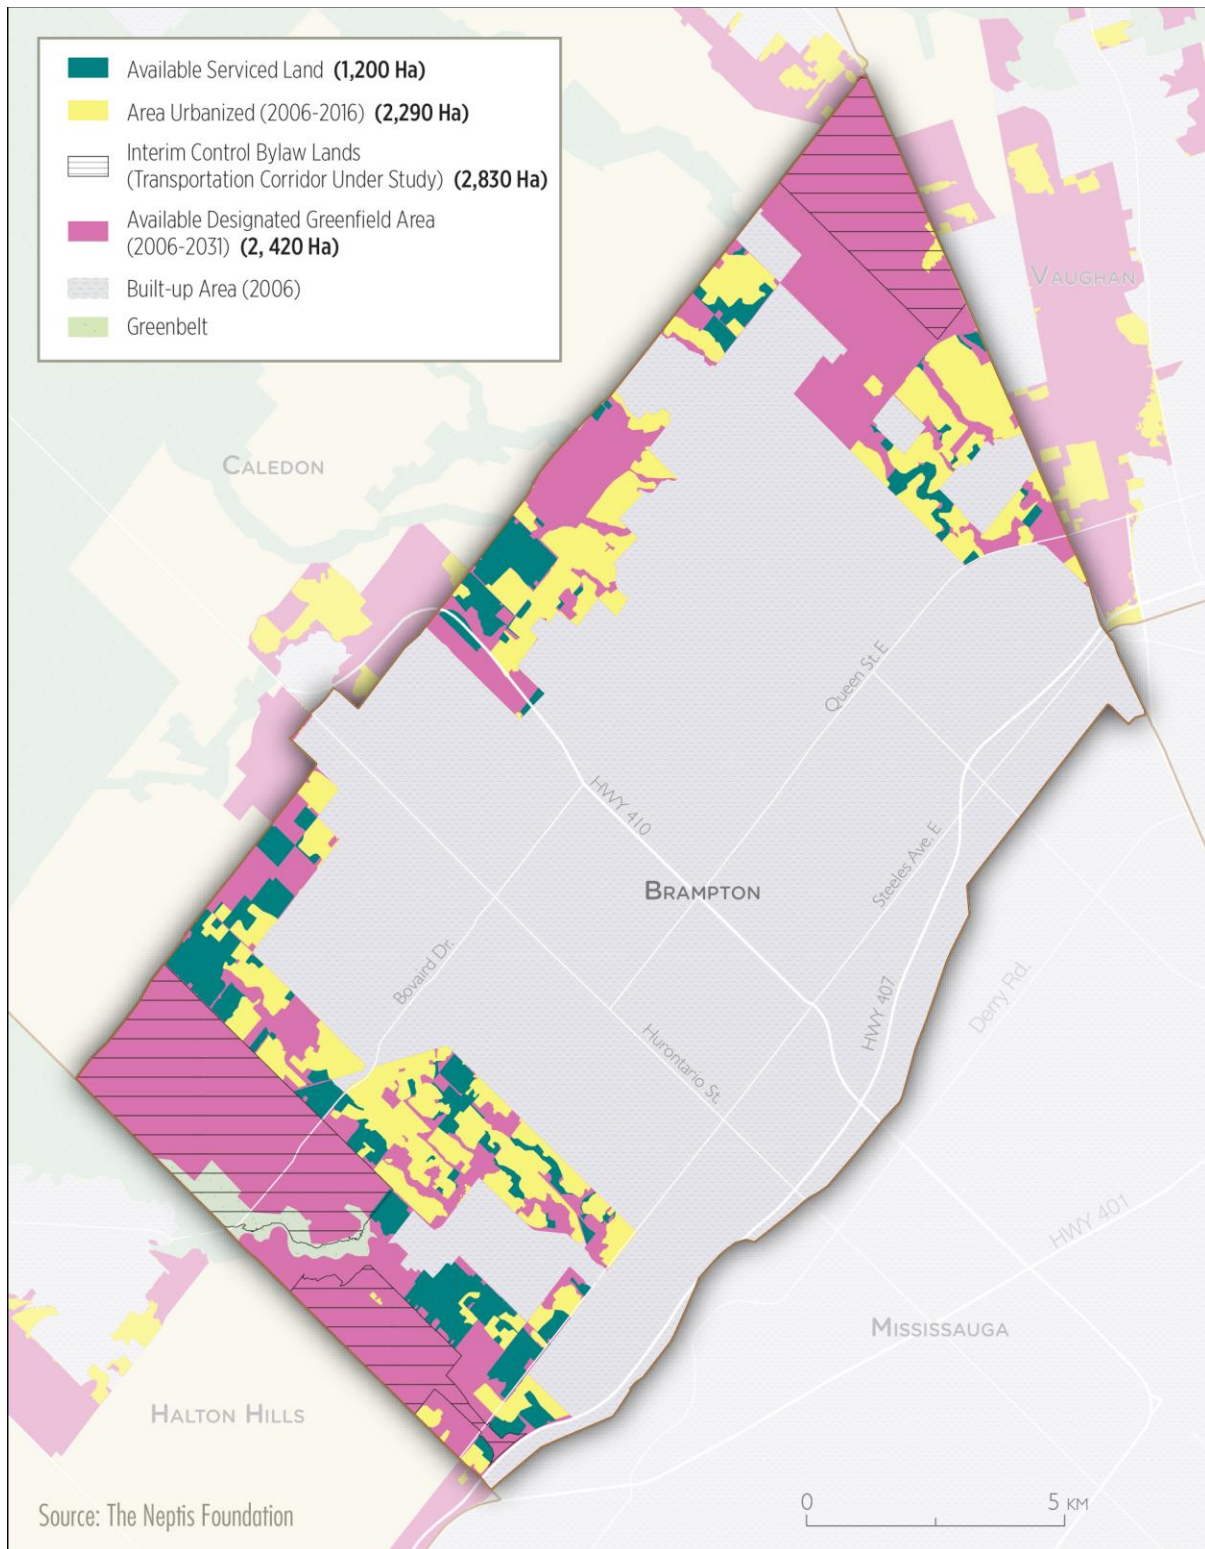 Available Serviced Land (1,200 Ha)
Area Urbanized (2006-2016) (2,290 Ha)
Interim Control Bylaw Lands
(Transportation Corridor Under Study) (2,830 Ha)
Available Designated Greenfield Area
(2006-2031) (2, 420 Ha)
Built-up Area (2006)
Greenbelt
VAUGHAN
CALEDON
Queen St. E
HWY 410
Steeles Ave. E
BRAMPTON
Bovaird Dr.
Derry Rd.
HWY 407
Hurontario St.
HWY 401
MISSISSAUGA
HALTON HILLS
0 5 KM
Source: The Neptis Foundation